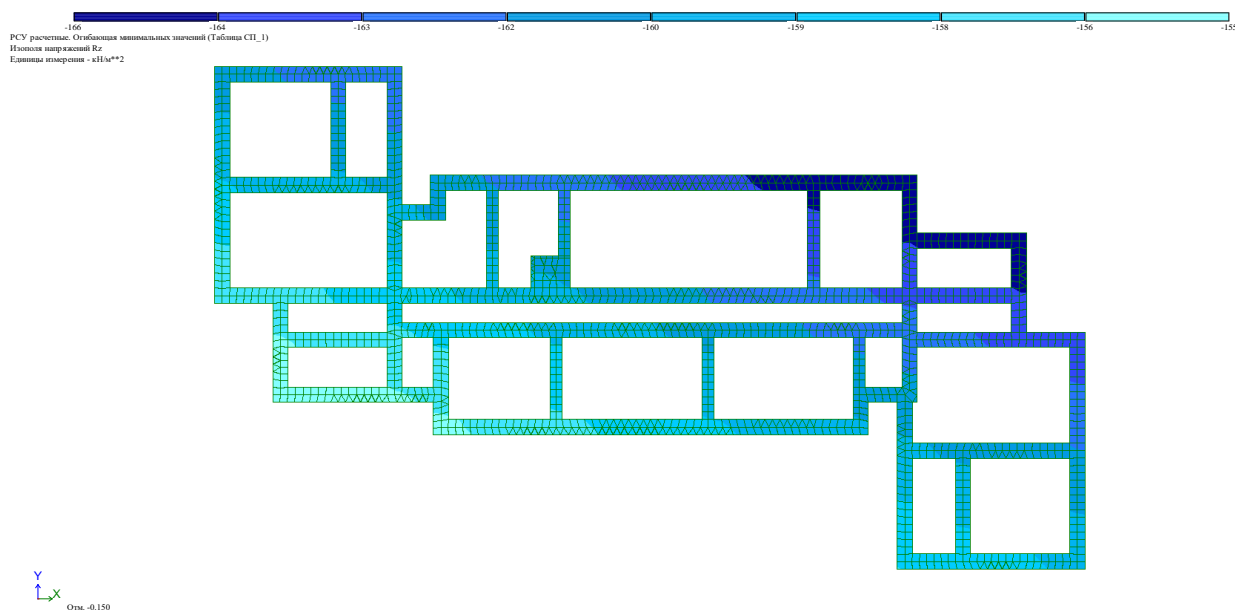 -166 -164 -163 -162 -160 -159 -158 -156 -155
РСУ расчетные. Огибающая минимальных значений (Таблица СП_1)
Изополя напряжений Rz
Единицы измерения - кН/м**2
Y
X
Отм. -0.150